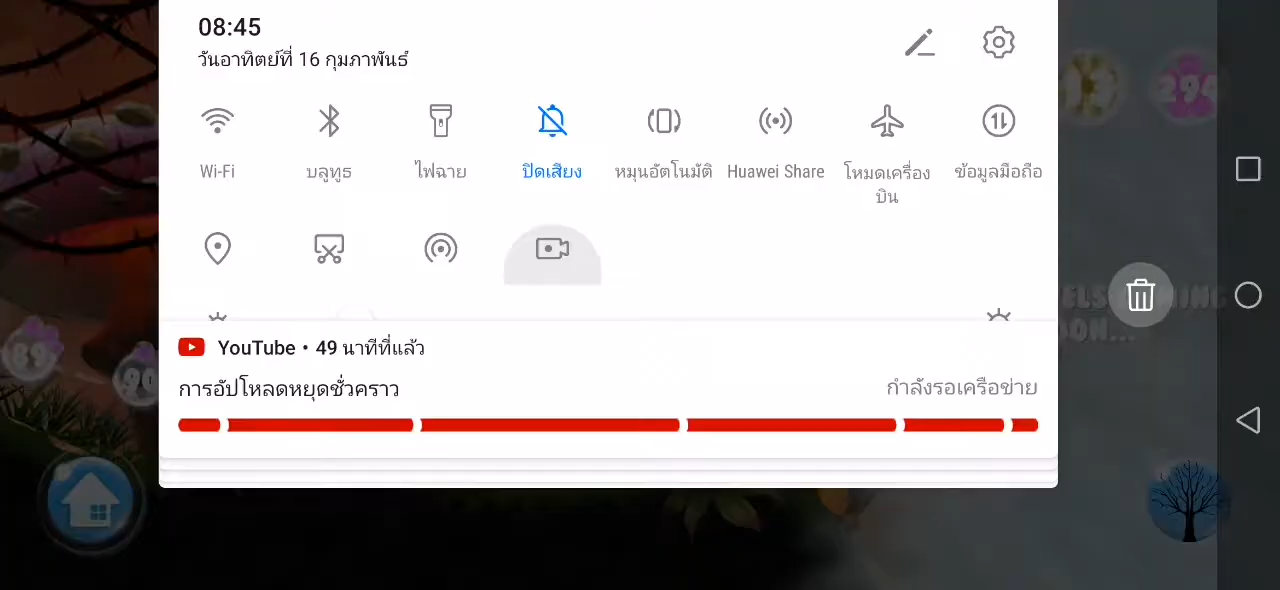 08:45
วันอาทิตย์ที่ 16 กุมภาพันธ์
Wi-Fi
บลูทูธ
ไฟฉาย
ปิดเสียง
หมุนอัตโนมัติ
Huawei Share
โหมดเครื่อง
บิน
ข้อมูลมือถือ
YouTube • 49 นาทีที่แล้ว
การอัปโหลดหยุดชั่วคราว
กำลังรอเครือข่าย
89
90
294